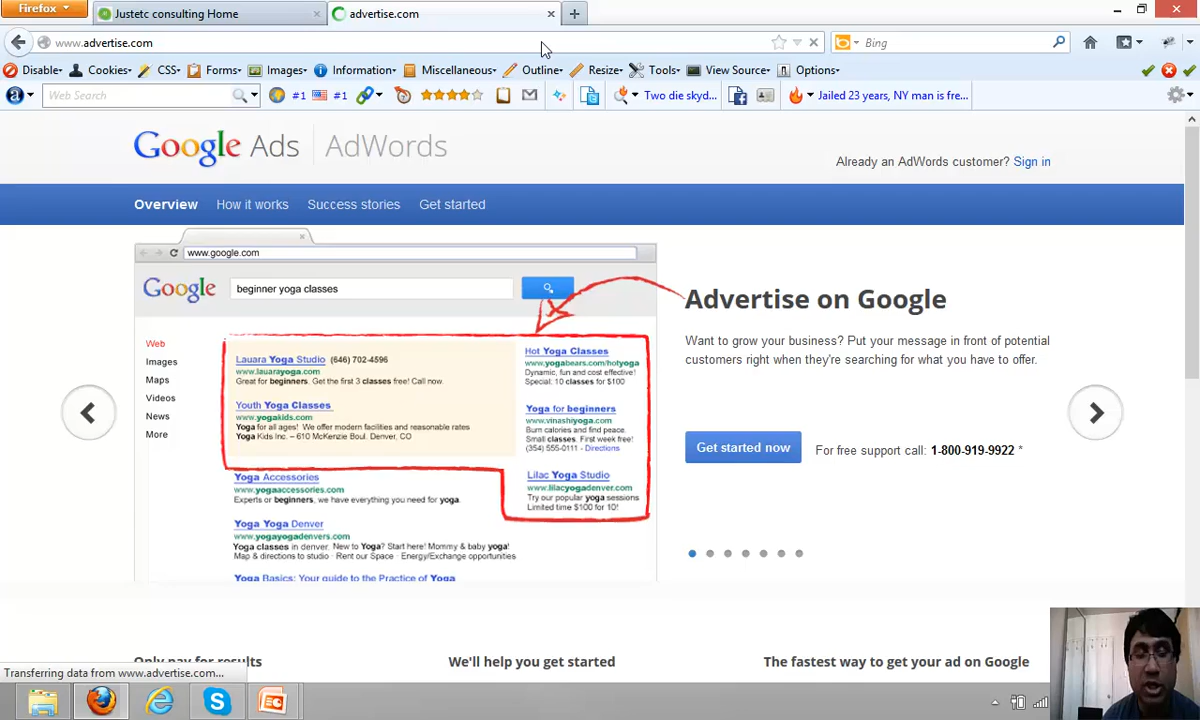 Firefox
Justetc consulting Home
advertise.com
www.advertise.com
Bing
Disable
Cookies
CSS
Forms
Images
Information
Miscellaneous
Outline
Resize
Tools
View Source
Options
a
Web Search
#1
#1
Two die skyd...
Jailed 23 years, NY man is fre...
Google Ads
AdWords
Already an AdWords customer? Sign in
Overview
How it works
Success stories
Get started
www.google.com
Google
beginner yoga classes
Web
Images
Maps
Videos
News
More
Lauara Yoga Studio (646) 702-4596
www.lauarayoga.com
Great for beginners. Get the first 3 classes free! Call now.
Youth Yoga Classes
www.yogakids.com
Yoga for all ages! We offer modern facilities and reasonable rates
Yoga Kids Inc. – 610 McKenzie Boul. Denver, CO
Hot Yoga Classes
www.yogabears.com/hotyoga
Dynamic, fun and cost effective!
Special: 10 classes for $100
Yoga for beginners
www.vinashiyoga.com
Burn calories and find peace.
Small classes. First week free!
(354) 555-0111 - Directions
Lilac Yoga Studio
www.lilacyogadenver.com
Try our popular yoga sessions
Limited time $100 for 10!
Yoga Accessories
www.yogaaccessories.com
Experts or beginners, we have everything you need for yoga.
Yoga Yoga Denver
www.yogayogadenvers.com
Yoga classes in denver. New to Yoga? Start here! Mommy & baby yoga!
Map & directions to studio · Rent our Space · Energy/Exchange opportunities
Yoga Basics: Your guide to the Practice of Yoga
Advertise on Google
Want to grow your business? Put your message in front of potential
customers right when they're searching for what you have to offer.
Get started now
For free support call: 1-800-919-9922 *
Only pay for results
We'll help you get started
The fastest way to get your ad on Google
Transferring data from www.advertise.com...